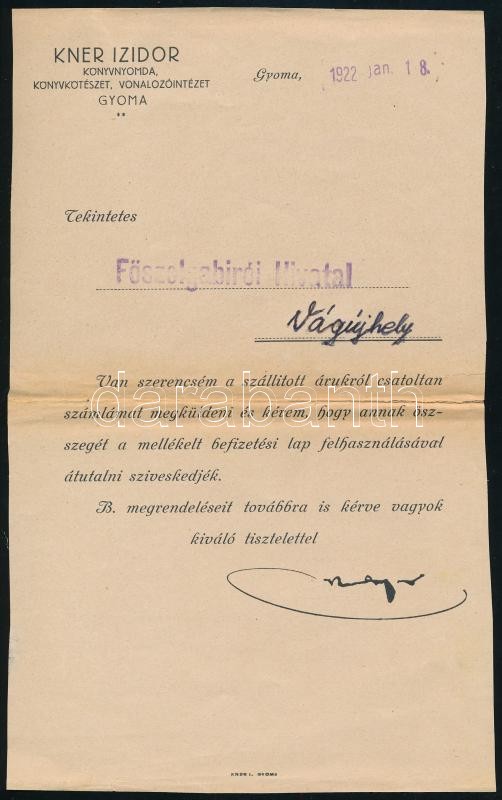 KNER IZIDOR
KÖNYVNYOMDA,
KÖNYVKÖTÉSZET, VONALOZÓINTÉZET
GYOMA
**
Gyoma,
1922 jan. 18.
Tekintetes
Főszolgabirói Hivatal
Vágújhely
Van szerencsém a szállított árukról csatoltan
számlámat megküldeni és kérem, hogy annak ösz-
szegét a mellékelt befizetési lap felhasználásával
átutalni sziveskedjék.
B. megrendeléseit továbbra is kérve vagyok
kiváló tisztelettel
KNER I. GYOMA
darabanth.com